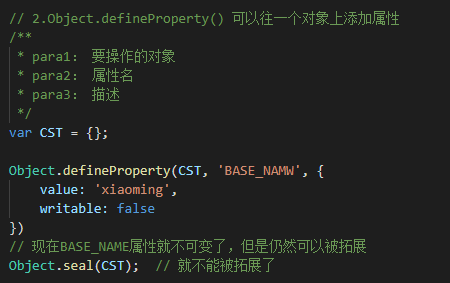 // 2.Object.defineProperty() 可以往一个对象上添加属性
/**
 * para1: 要操作的对象
 * para2: 属性名
 * para3: 描述
 */
var CST = {};
Object.defineProperty(CST, 'BASE_NAMW', {
    value: 'xiaoming',
    writable: false
})
// 现在BASE_NAME属性就不可变了，但是仍然可以被拓展
Object.seal(CST);  // 就不能被拓展了